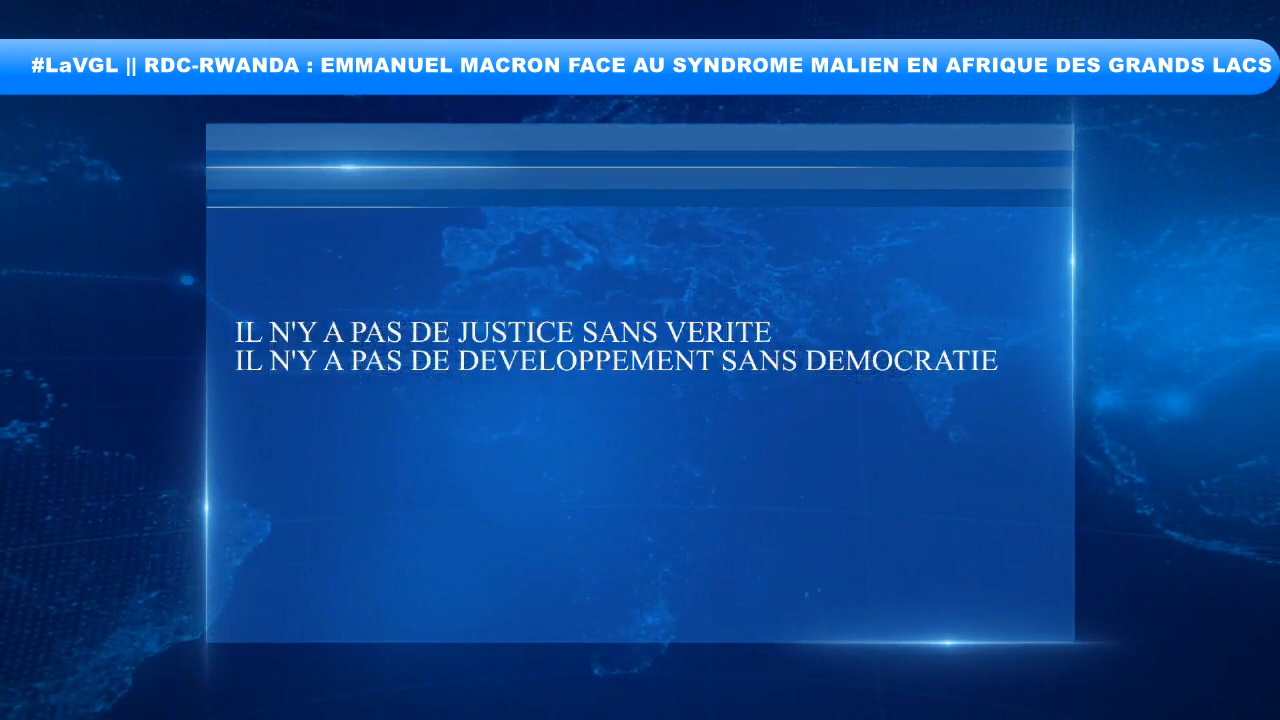 #LaVGL || RDC-RWANDA : EMMANUEL MACRON FACE AU SYNDROME MALIEN EN AFRIQUE DES GRANDS LACS
IL N'Y A PAS DE JUSTICE SANS VERITE
IL N'Y A PAS DE DEVELOPPEMENT SANS DEMOCRATIE